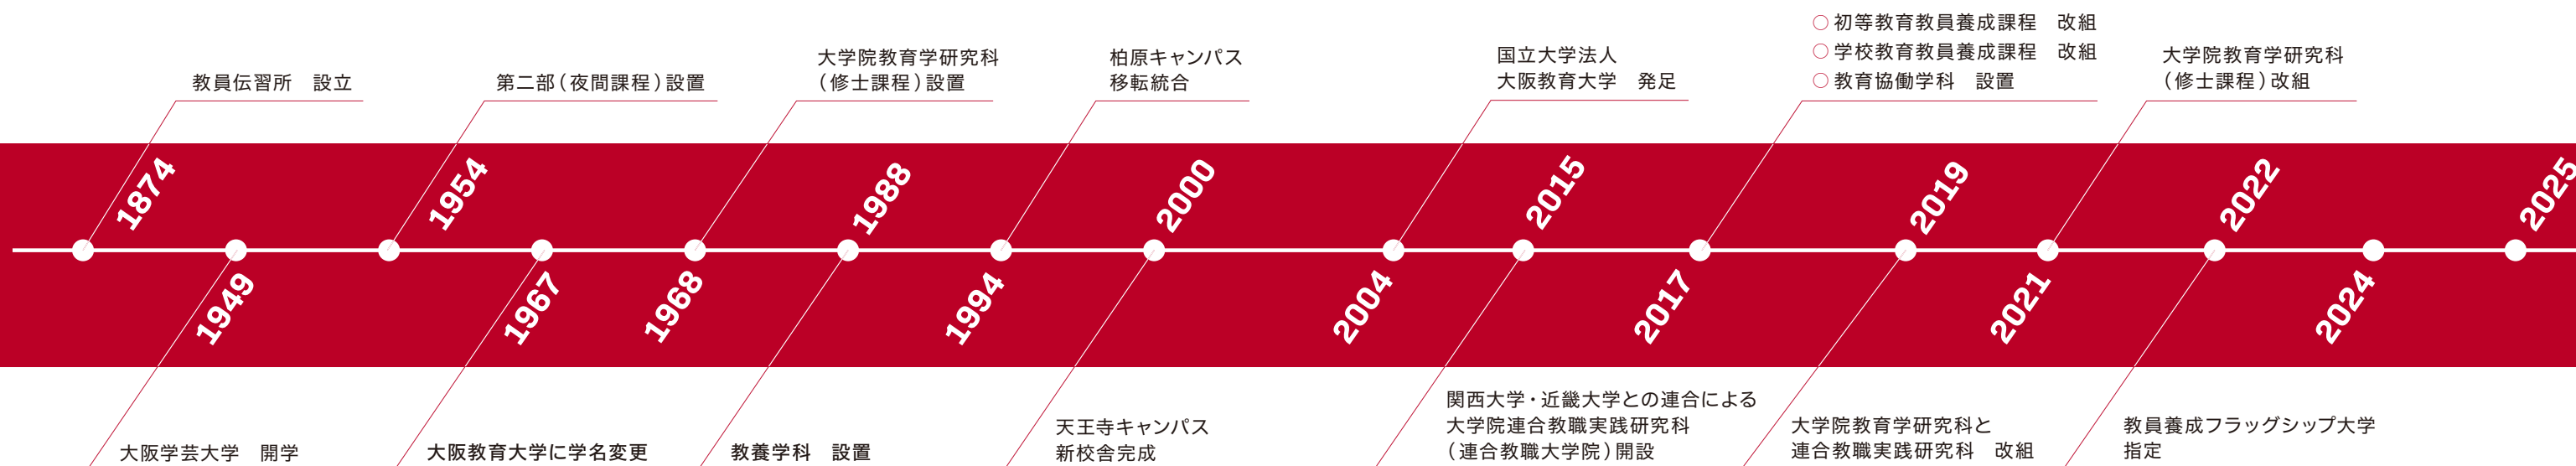 1874
教員伝習所　設立
1949
大阪学芸大学　開学
1954
第二部（夜間課程）設置
1967
大阪教育大学に学名変更
1968
大学院教育学研究科
（修士課程）設置
1988
教養学科　設置
1994
柏原キャンパス
移転統合
2000
天王寺キャンパス
新校舎完成
2004
国立大学法人
大阪教育大学　発足
2015
関西大学・近畿大学との連合による
大学院連合教職実践研究科
（連合教職大学院）開設
2017
○ 初等教育教員養成課程　改組
○ 学校教育教員養成課程　改組
○ 教育協働学科　設置
2019
大学院教育学研究科と
連合教職実践研究科　改組
2021
大学院教育学研究科
（修士課程）改組
2022
教員養成フラッグシップ大学
指定
2024
2025